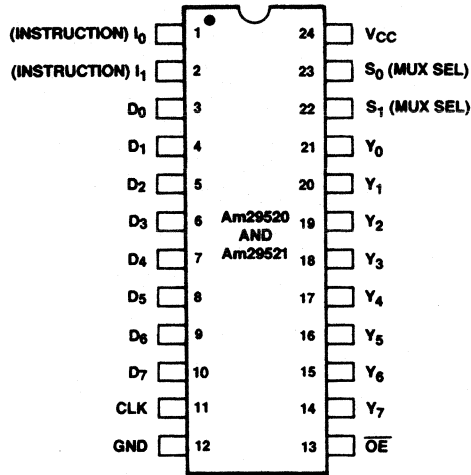 (INSTRUCTION) I₀ 1 24 VCC
(INSTRUCTION) I₁ 2 23 S₀ (MUX SEL)
D₀ 3 22 S₁ (MUX SEL)
D₁ 4 21 Y₀
D₂ 5 20 Y₁
D₃ 6 Am29520 19 Y₂
AND
D₄ 7 Am29521 18 Y₃
D₅ 8 17 Y₄
D₆ 9 16 Y₅
D₇ 10 15 Y₆
CLK 11 14 Y₇
GND 12 13 O̅E̅